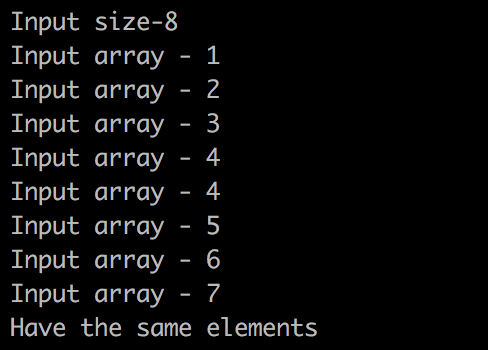 Input size-8
Input array - 1
Input array - 2
Input array - 3
Input array - 4
Input array - 4
Input array - 5
Input array - 6
Input array - 7
Have the same elements